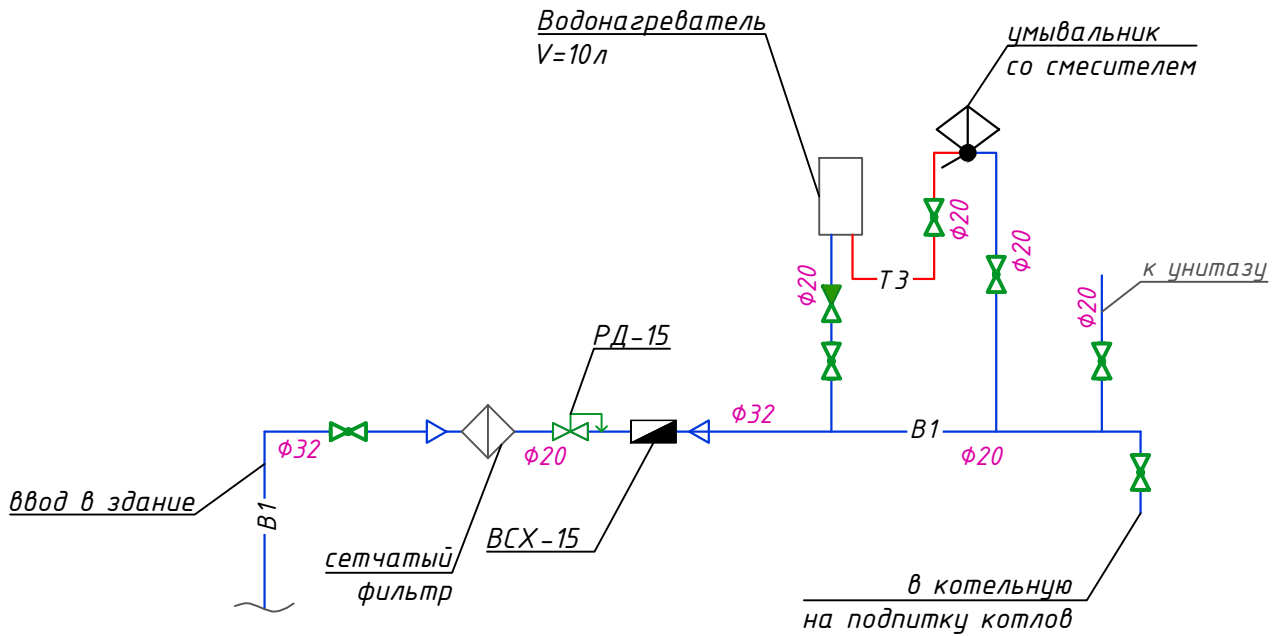 Водонагреватель
V=10л
умывальник
со смесителем
ф20
ф20
Т3
ф20
к унитазу
ф20
РД-15
ф32
В1
ф32
ф20
ф20
ввод в здание
В1
ВСХ-15
сетчатый
фильтр
в котельную
на подпитку котлов